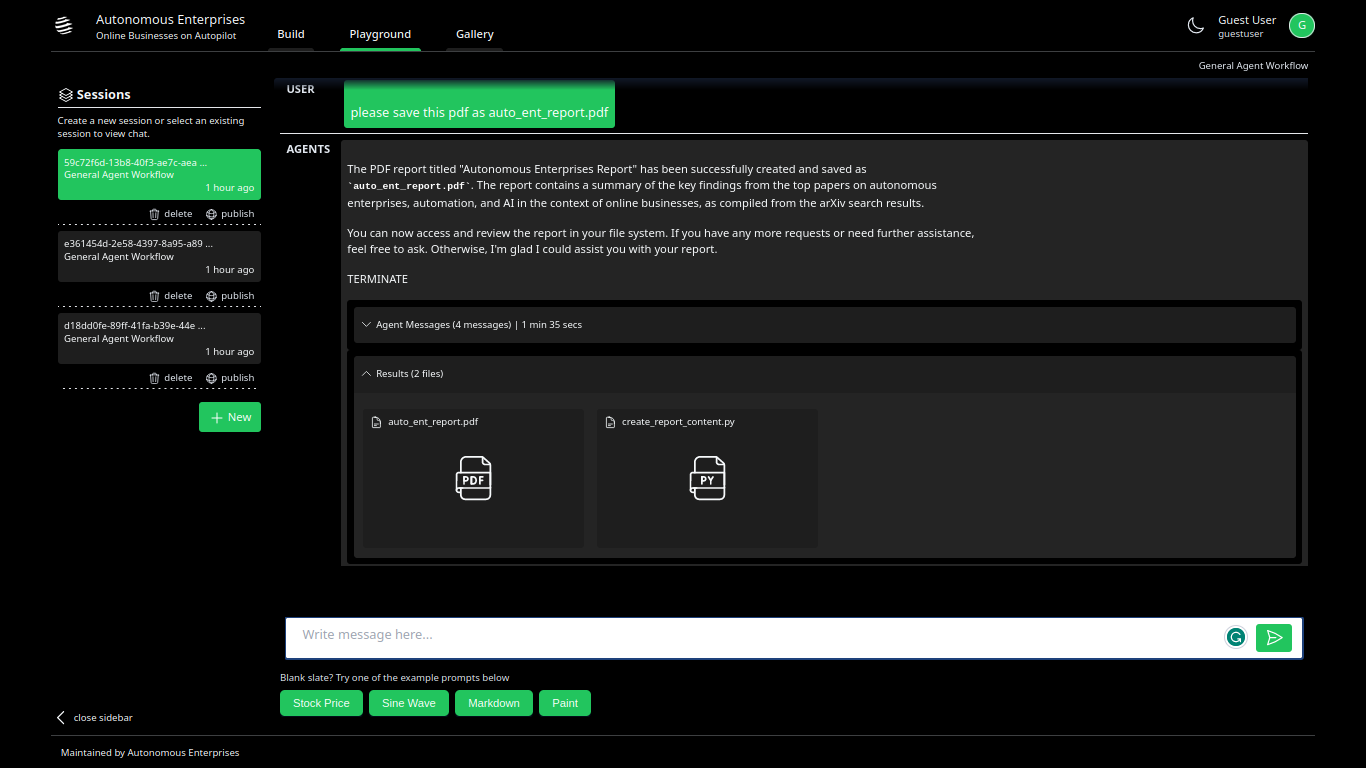 Autonomous Enterprises
Online Businesses on Autopilot
Build
Playground
Gallery
Guest User
guestuser
G
General Agent Workflow
Sessions
Create a new session or select an existing
session to view chat.
59c72f6d-13b8-40f3-ae7c-aea ...
General Agent Workflow
1 hour ago
delete
publish
e361454d-2e58-4397-8a95-a89 ...
General Agent Workflow
1 hour ago
delete
publish
d18dd0fe-89ff-41fa-b39e-44e ...
General Agent Workflow
1 hour ago
delete
publish
New
USER
please save this pdf as auto_ent_report.pdf
AGENTS
The PDF report titled "Autonomous Enterprises Report" has been successfully created and saved as
`auto_ent_report.pdf`. The report contains a summary of the key findings from the top papers on autonomous
enterprises, automation, and AI in the context of online businesses, as compiled from the arXiv search results.
You can now access and review the report in your file system. If you have any more requests or need further assistance,
feel free to ask. Otherwise, I'm glad I could assist you with your report.
TERMINATE
Agent Messages (4 messages) | 1 min 35 secs
Results (2 files)
auto_ent_report.pdf
PDF
create_report_content.py
PY
Write message here...
Blank slate? Try one of the example prompts below
Stock Price
Sine Wave
Markdown
Paint
close sidebar
Maintained by Autonomous Enterprises